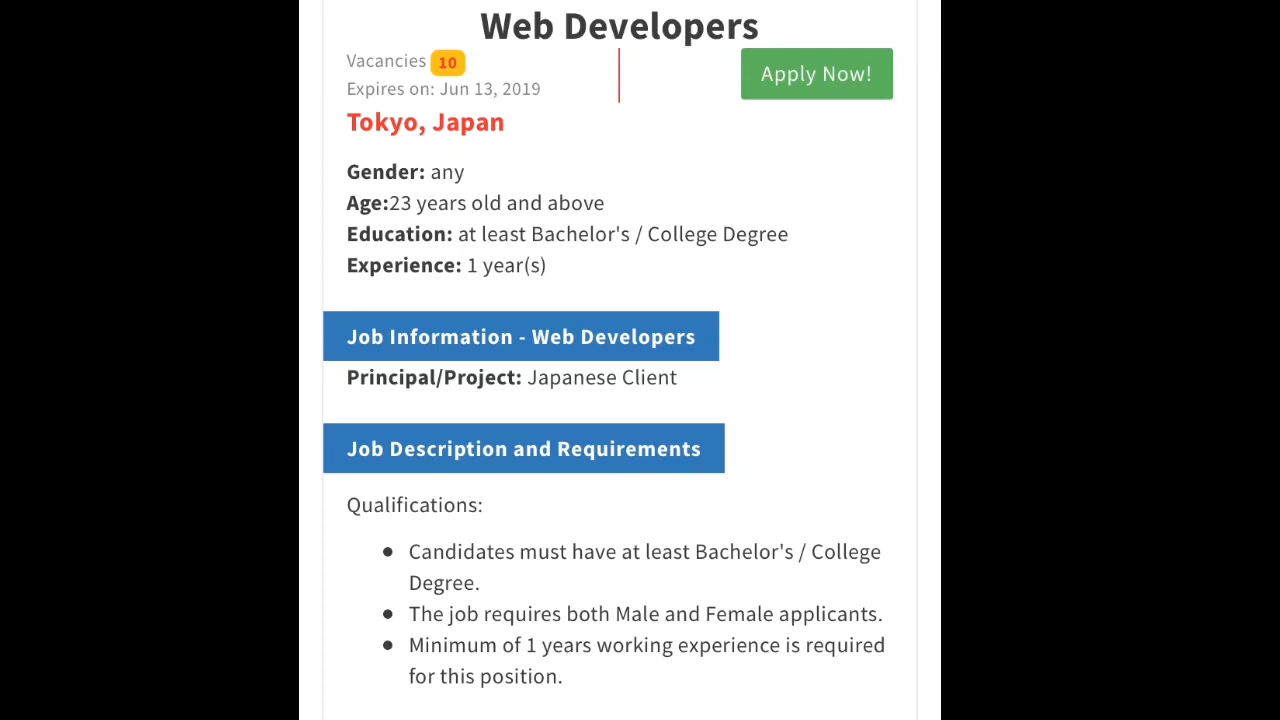 Web Developers
Vacancies 10
Apply Now!
Expires on: Jun 13, 2019
Tokyo, Japan
Gender: any
Age:23 years old and above
Education: at least Bachelor's / College Degree
Experience: 1 year(s)
Job Information - Web Developers
Principal/Project: Japanese Client
Job Description and Requirements
Qualifications:
● Candidates must have at least Bachelor's / College
Degree.
● The job requires both Male and Female applicants.
● Minimum of 1 years working experience is required
for this position.